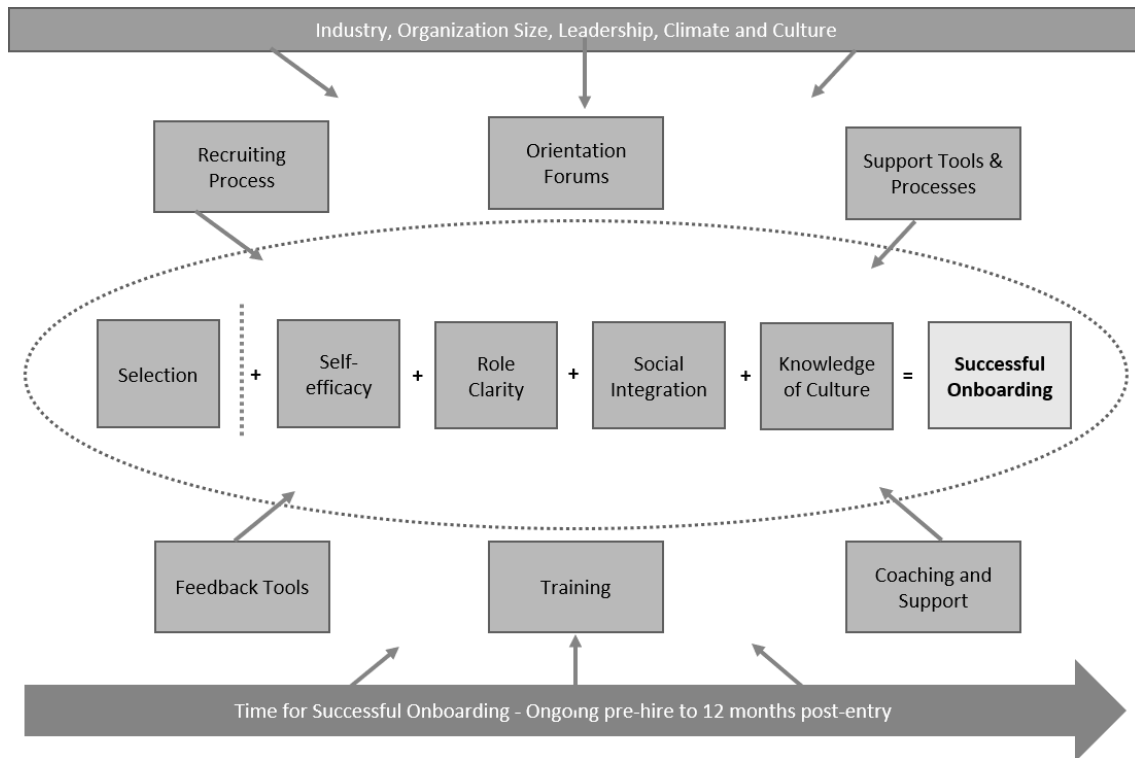 Industry, Organization Size, Leadership, Climate and Culture
Recruiting
Process
Orientation
Forums
Support Tools &
Processes
Selection
+
Self-
efficacy
+
Role
Clarity
+
Social
Integration
+
Knowledge
of Culture
=
Successful
Onboarding
Feedback Tools
Training
Coaching and
Support
Time for Successful Onboarding - Ongoing pre-hire to 12 months post-entry